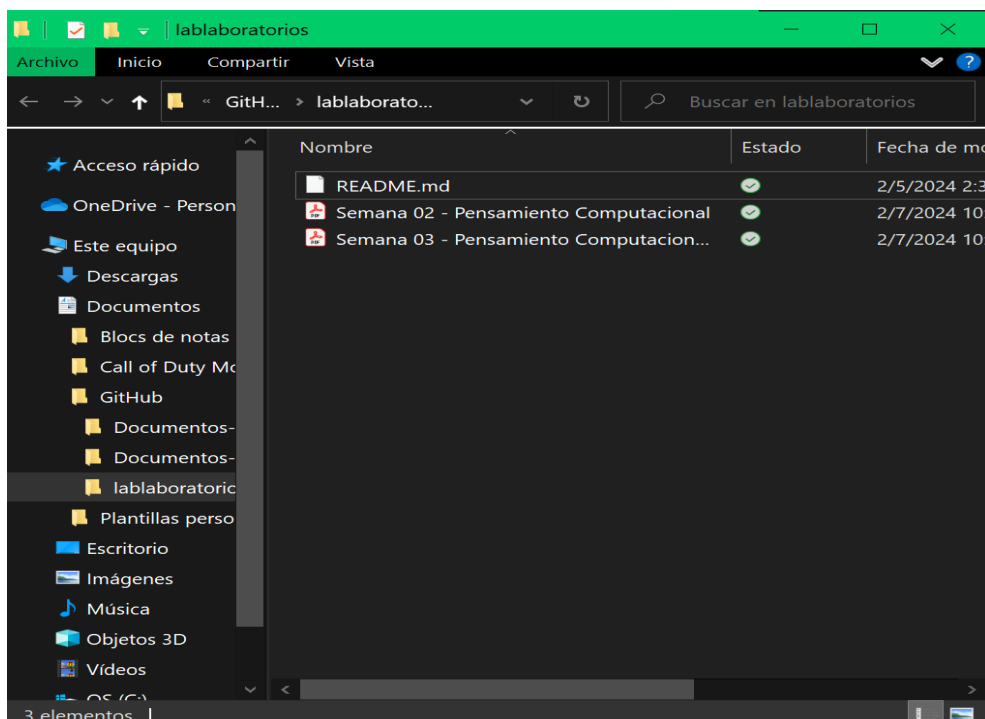 lablaboratorios
Archivo Inicio Compartir Vista
« GitH... > lablaborato... Buscar en lablaboratorios
Nombre Estado Fecha de mo
README.md 2/5/2024 2:3
Semana 02 - Pensamiento Computacional 2/7/2024 10
Semana 03 - Pensamiento Computacion... 2/7/2024 10
Acceso rápido
OneDrive - Person
Este equipo
Descargas
Documentos
Blocs de notas
Call of Duty Mo
GitHub
Documentos-
Documentos-
lablaboratoric
Plantillas perso
Escritorio
Imágenes
Música
Objetos 3D
Vídeos
OS (C:)
3 elementos